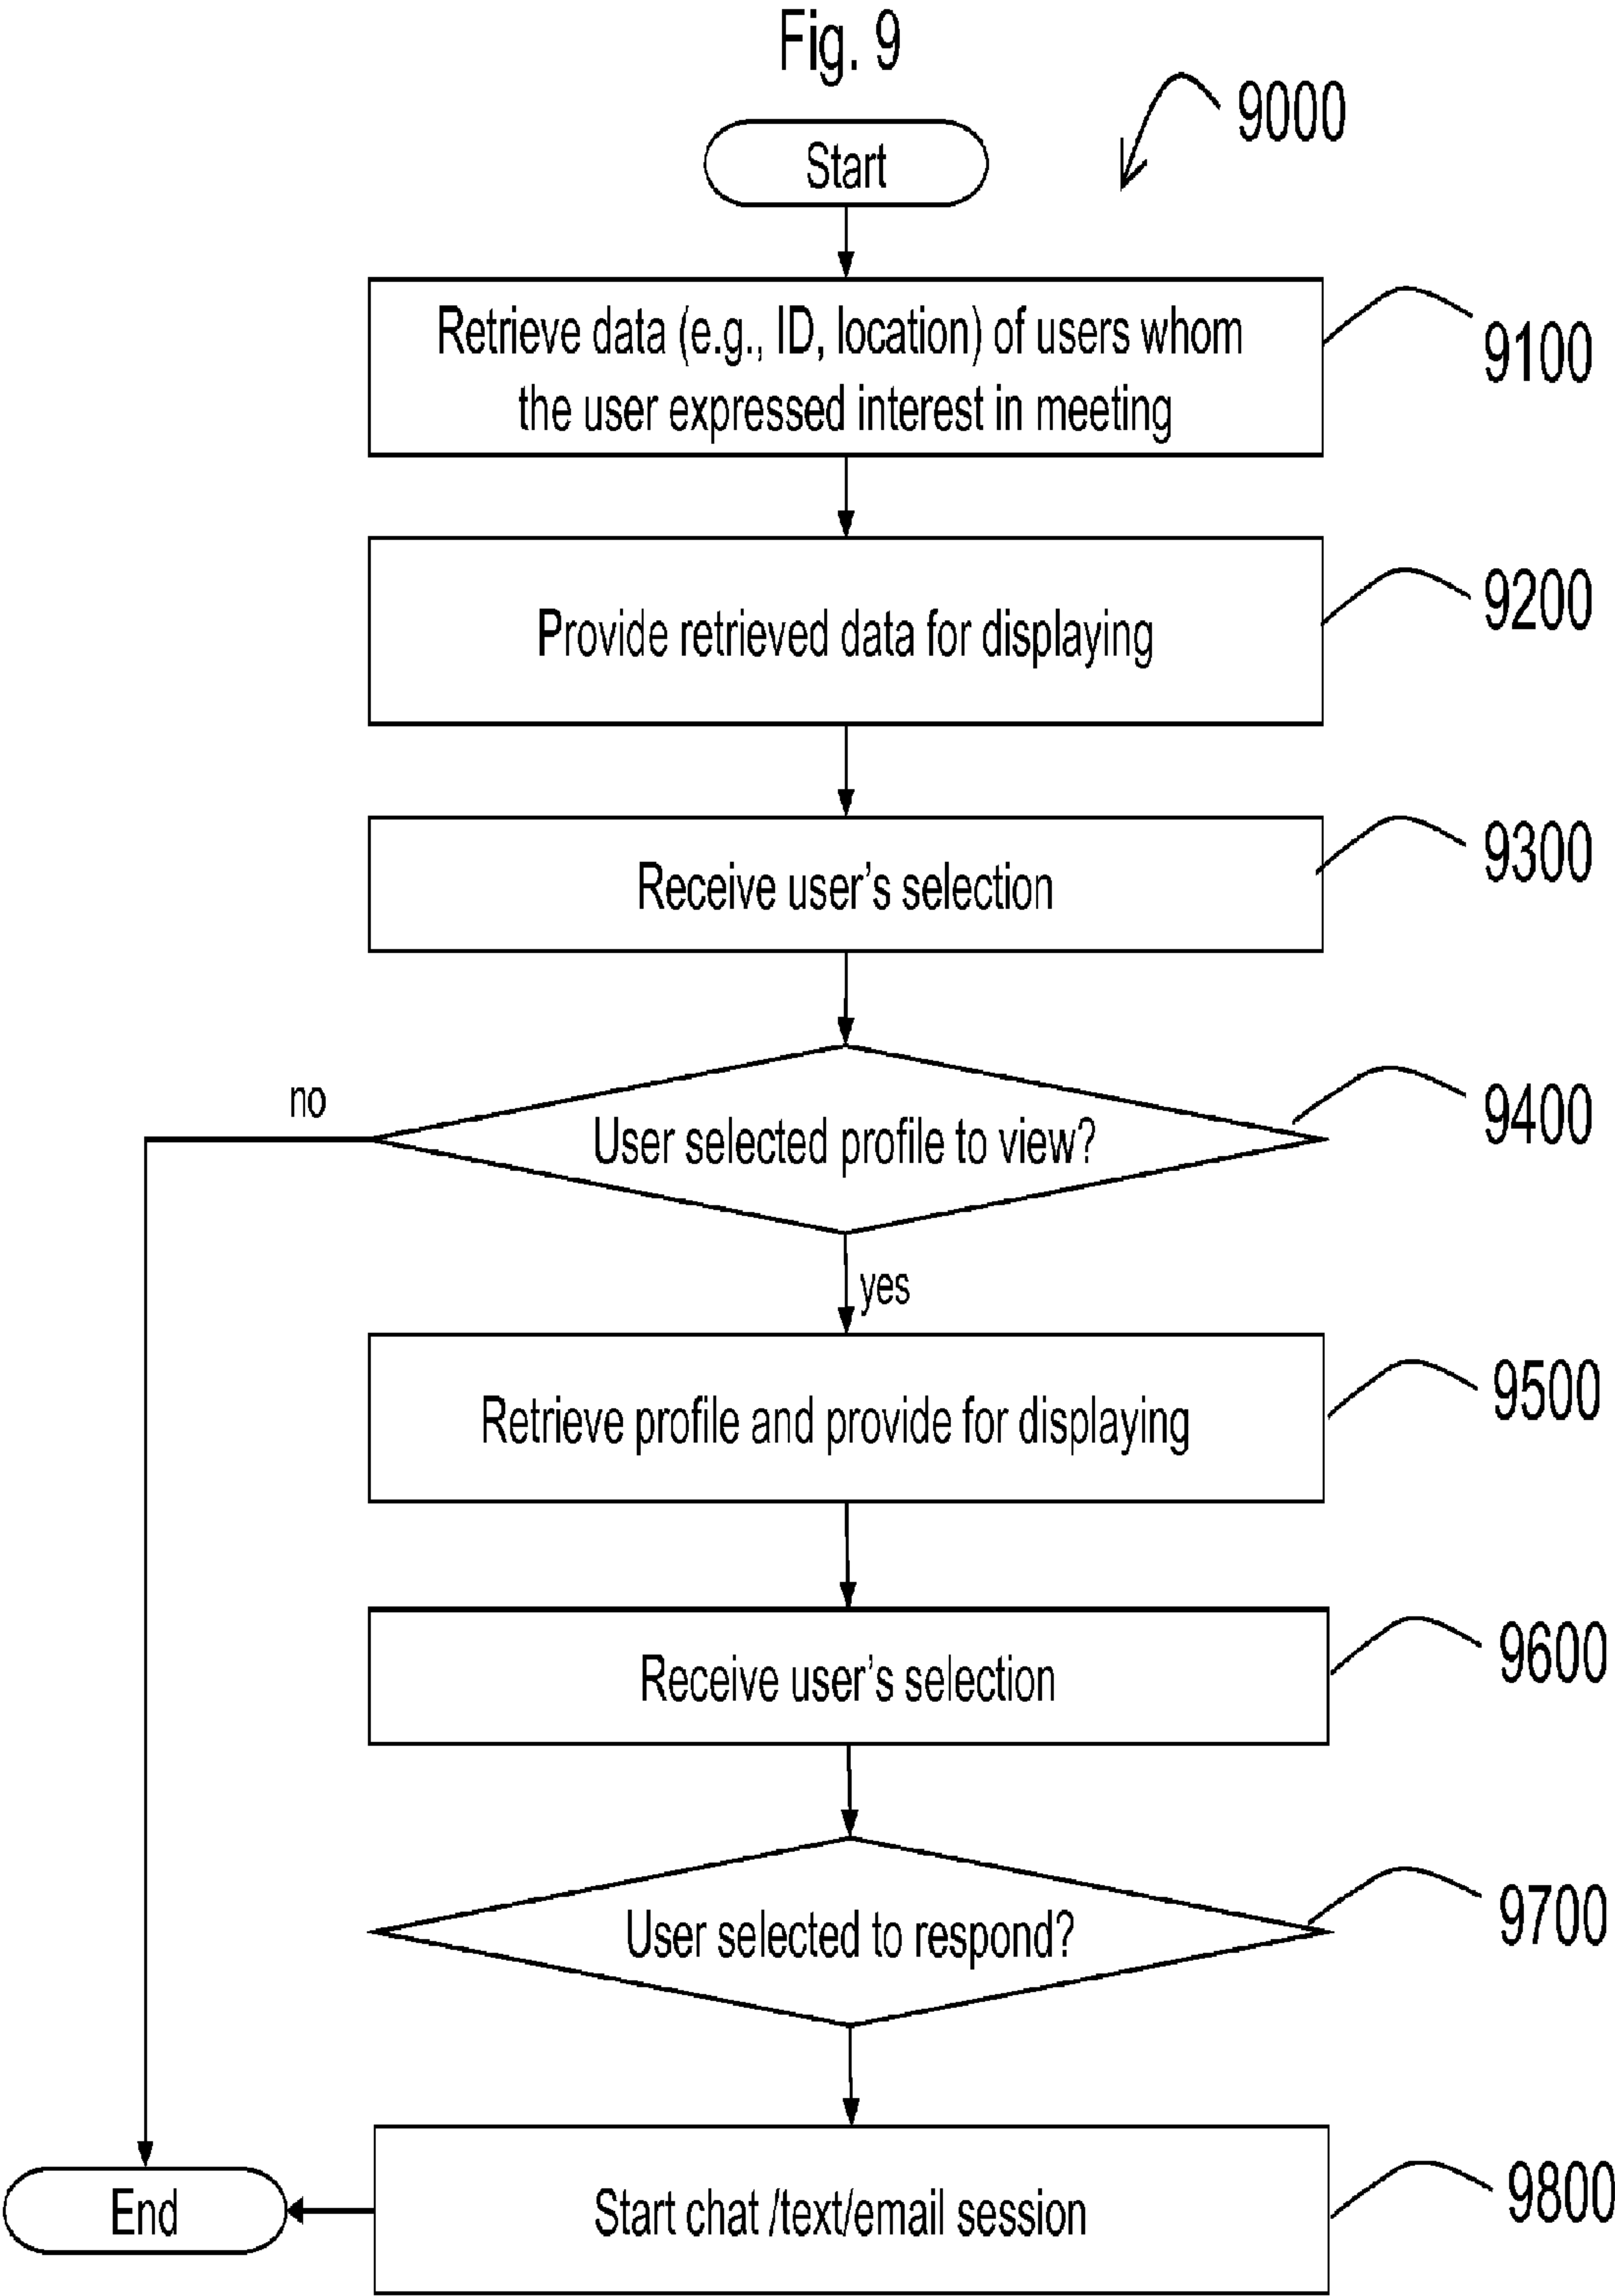 Fig. 9
9000
Start
Retrieve data (e.g., ID, location) of users whom
the user expressed interest in meeting
9100
Provide retrieved data for displaying
9200
Receive user’s selection
9300
no
User selected profile to view?
9400
yes
Retrieve profile and provide for displaying
9500
Receive user’s selection
9600
User selected to respond?
9700
End
Start chat /text/email session
9800